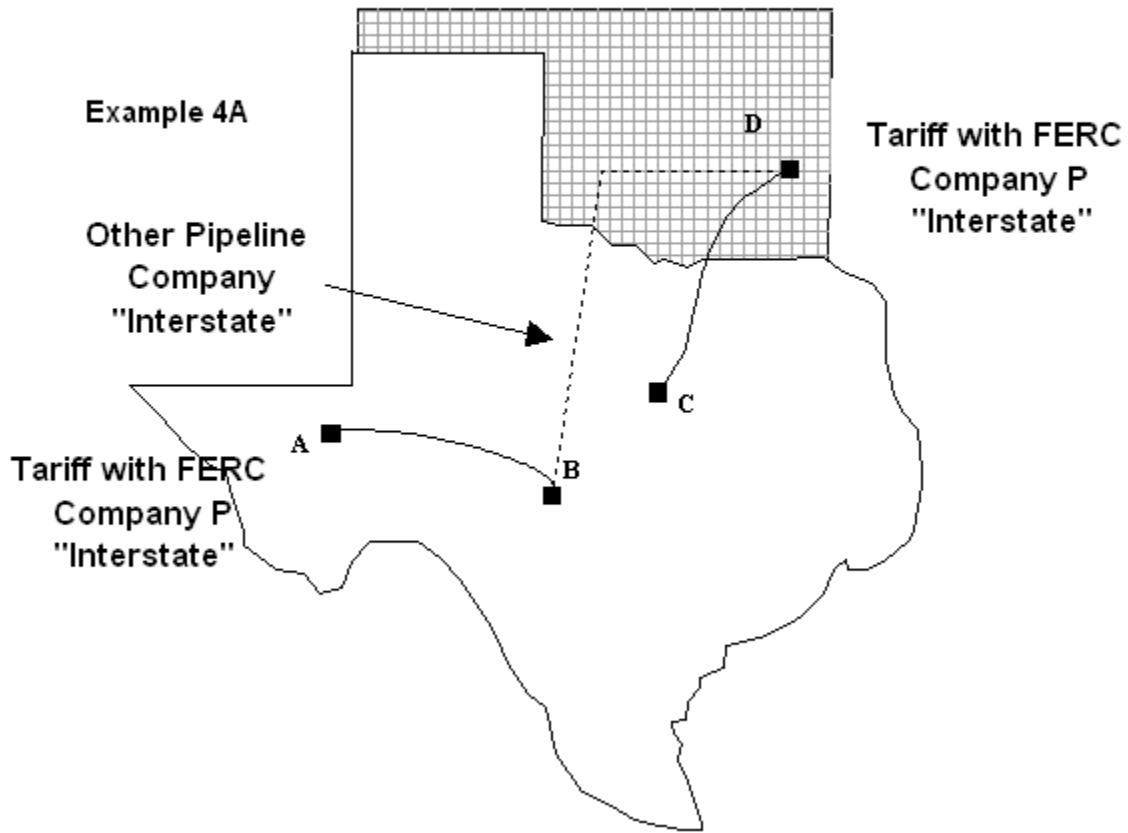 Example 4A
D
Tariff with FERC
Company P
"Interstate"
Other Pipeline
Company
"Interstate"
C
A
B
Tariff with FERC
Company P
"Interstate"